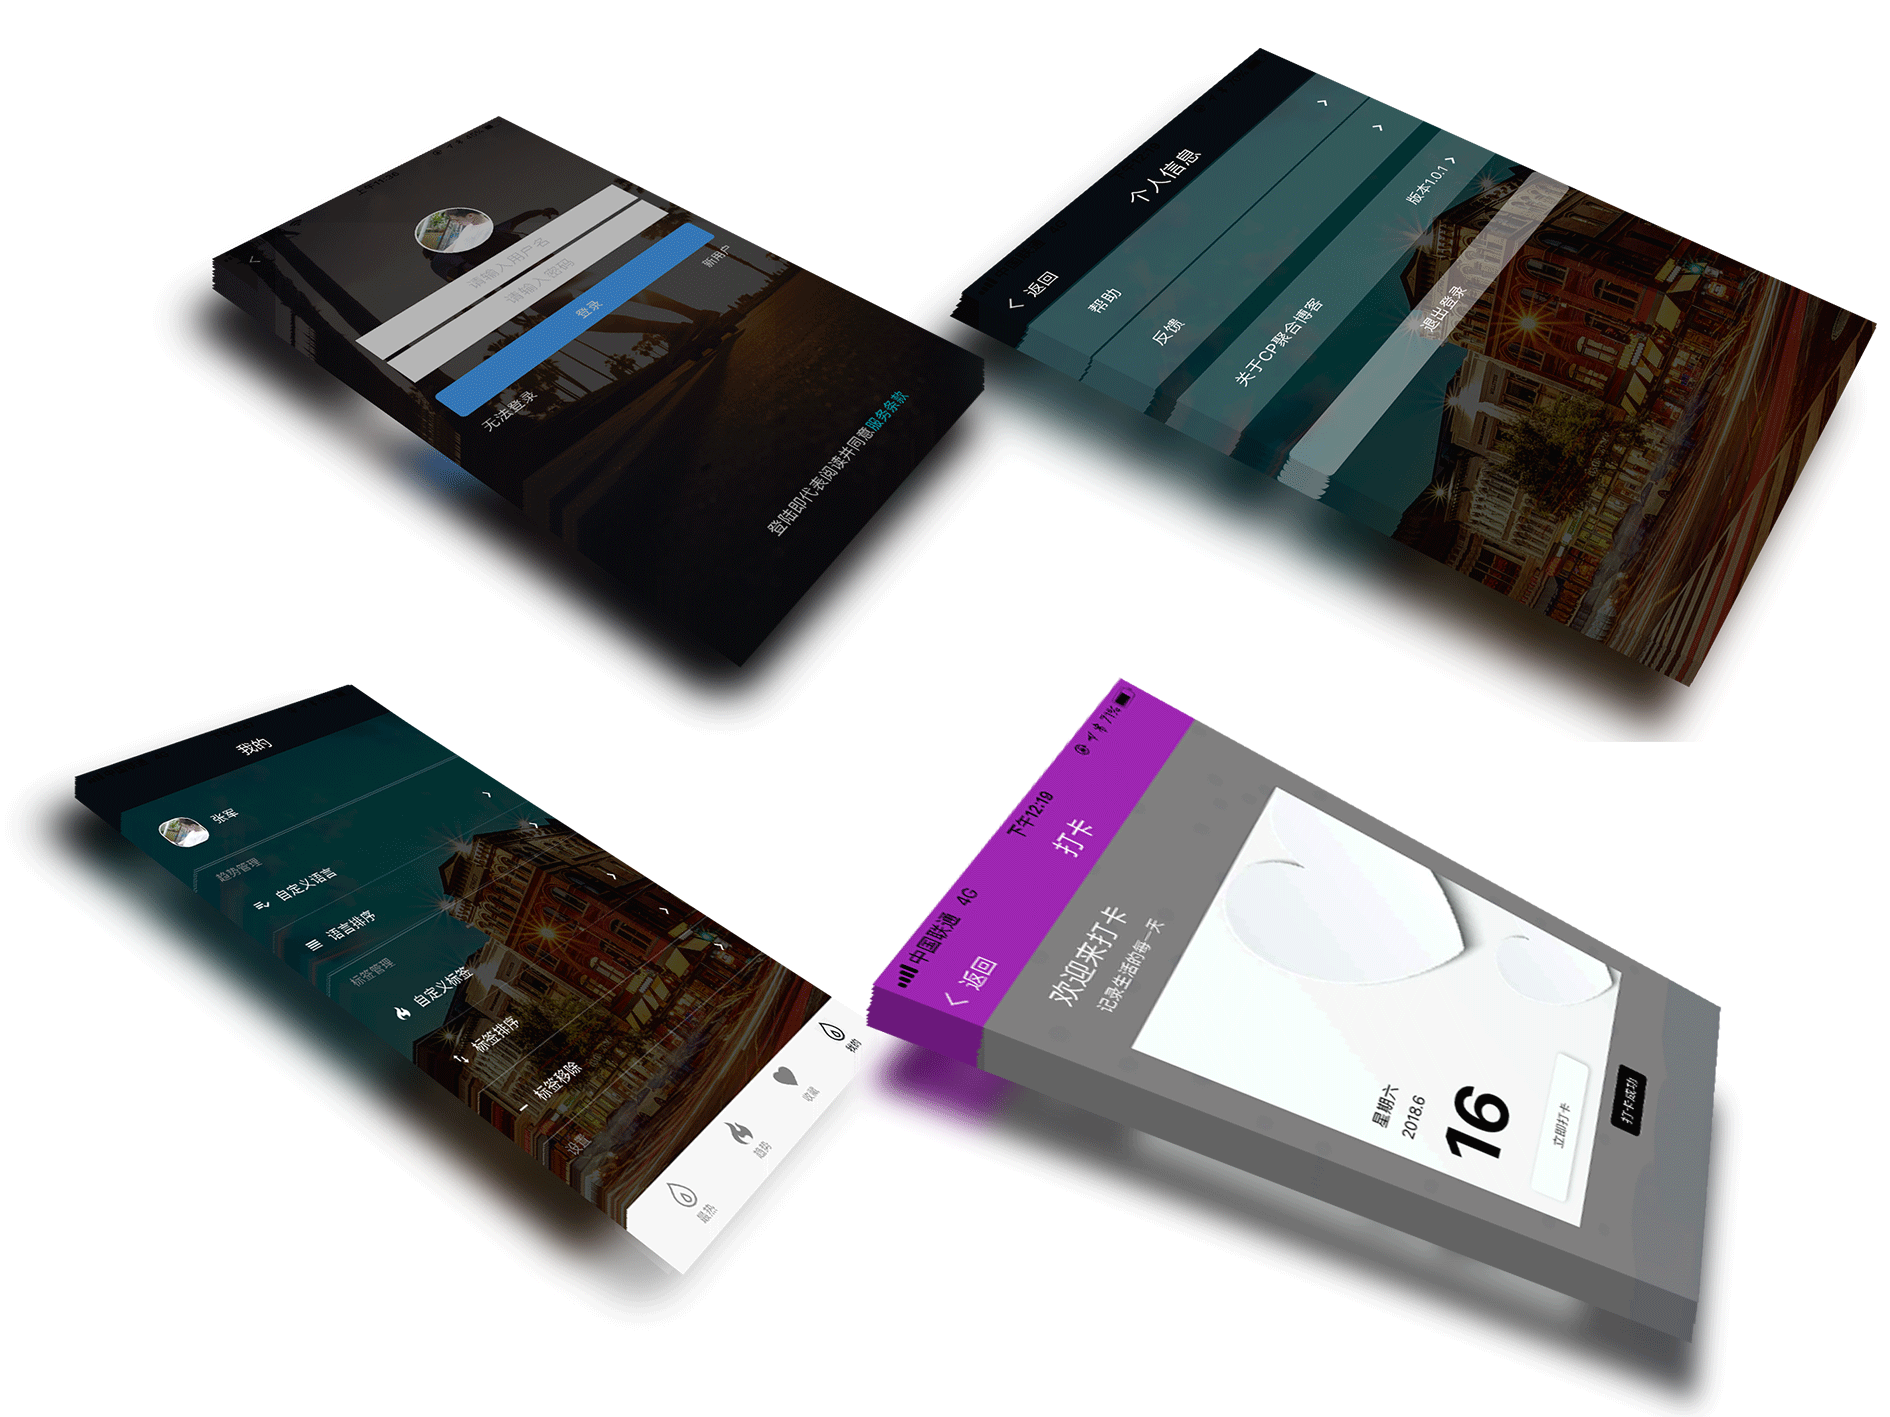 请输入用户名
请输入密码
登录
无法登录
新用户
登陆即代表阅读并同意服务条款
返回
个人信息
帮助
反馈
关于CP聚合博客
版本1.0.1
退出登录
我的
张军
趋势管理
自定义语言
语言排序
标签管理
自定义标签
标签排序
标签移除
设置
最热
趋势
收藏
我的
中国联通 4G
下午12:19
71%
返回
打卡
欢迎来打卡
记录生活的每一天
星期六
2018.6
16
立即打卡
打卡成功